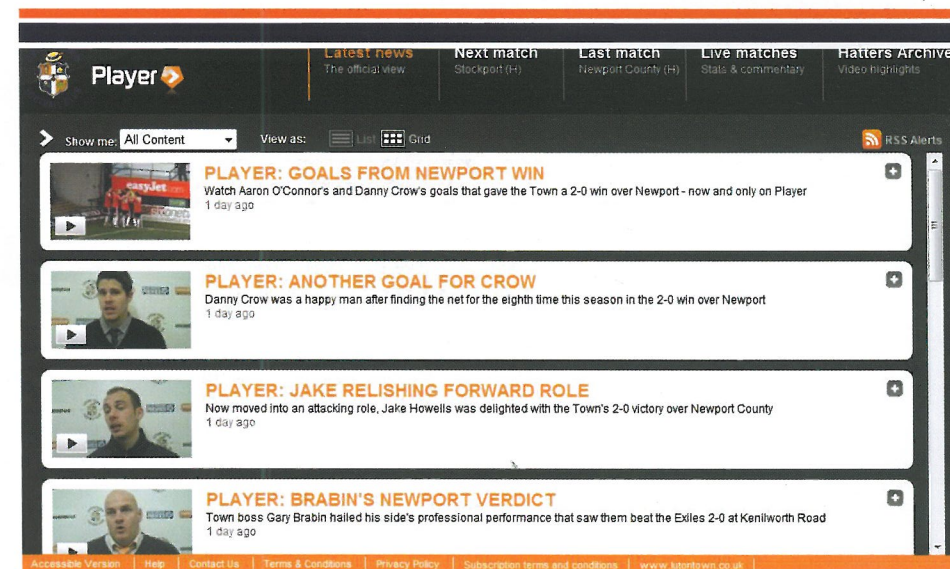 Latest news
The official view
Next match
Stockport (H)
Last match
Newport County (H)
Live matches
Stats & commentary
Hatters Archive
Video highlights
Player
Show me: All Content
View as:
List
Grid
RSS Alerts
easyJet
PLAYER: GOALS FROM NEWPORT WIN
Watch Aaron O'Connor's and Danny Crow's goals that gave the Town a 2-0 win over Newport - now and only on Player
1 day ago
PLAYER: ANOTHER GOAL FOR CROW
Danny Crow was a happy man after finding the net for the eighth time this season in the 2-0 win over Newport
1 day ago
PLAYER: JAKE RELISHING FORWARD ROLE
Now moved into an attacking role, Jake Howells was delighted with the Town's 2-0 victory over Newport County
1 day ago
PLAYER: BRABIN'S NEWPORT VERDICT
Town boss Gary Brabin hailed his side's professional performance that saw them beat the Exiles 2-0 at Kenilworth Road
1 day ago
Accessible Version | Help | Contact Us | Terms & Conditions | Privacy Policy | Subscription terms and conditions | www.lutontown.co.uk |